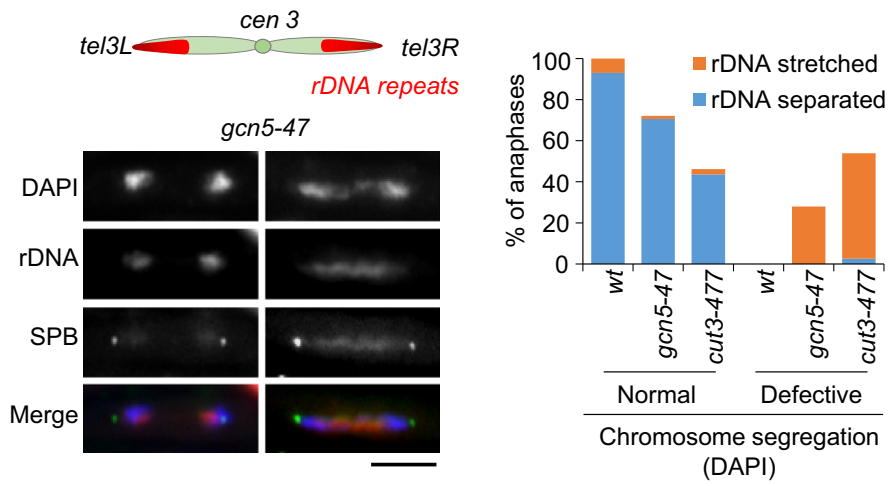 cen 3
tel3L
tel3R
rDNA repeats
gcn5-47
DAPI
rDNA
SPB
Merge
% of anaphases
100
80
60
40
20
0
rDNA stretched
rDNA separated
wt
gcn5-47
cut3-477
wt
gcn5-47
cut3-477
Normal
Defective
Chromosome segregation
(DAPI)